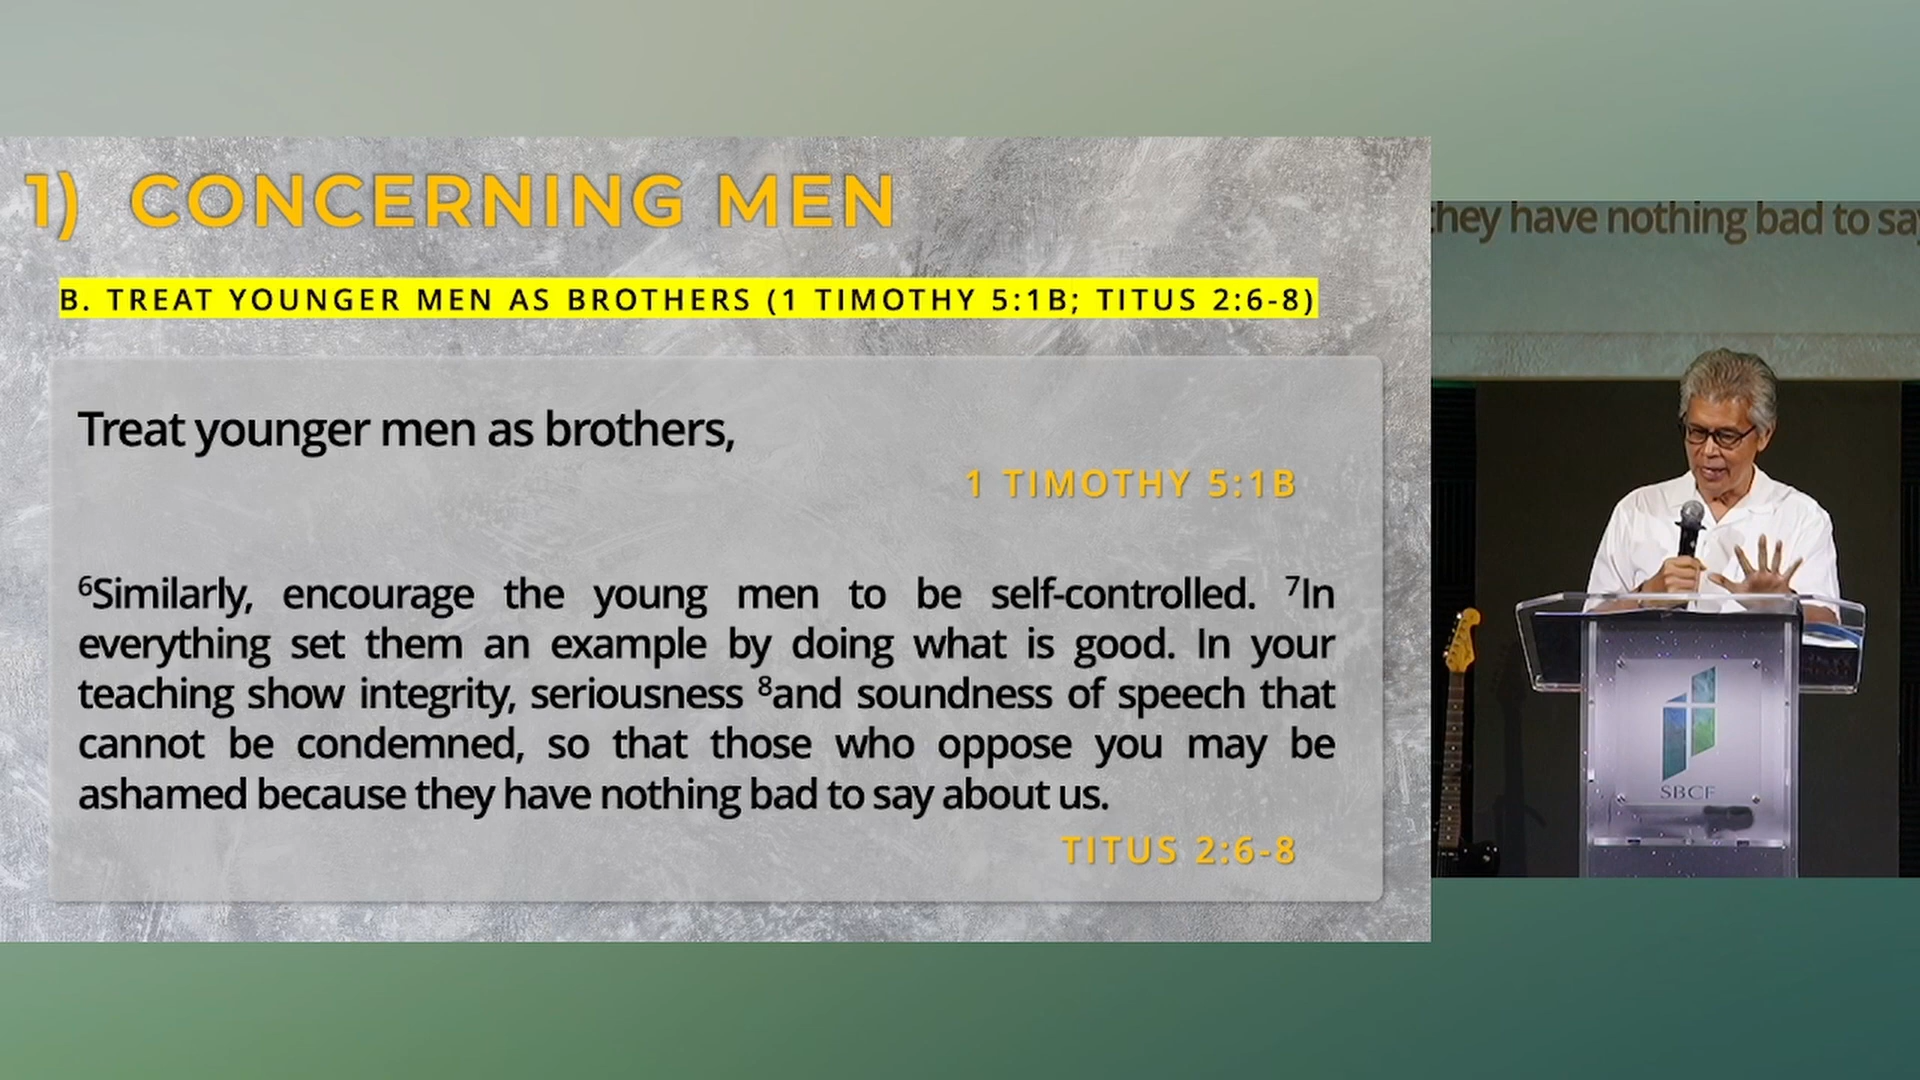 1) CONCERNING MEN
B. TREAT YOUNGER MEN AS BROTHERS (1 TIMOTHY 5:1B; TITUS 2:6-8)
Treat younger men as brothers,
1 TIMOTHY 5:1B
⁶Similarly, encourage the young men to be self-controlled. ⁷In
everything set them an example by doing what is good. In your
teaching show integrity, seriousness ⁸and soundness of speech that
cannot be condemned, so that those who oppose you may be
ashamed because they have nothing bad to say about us.
TITUS 2:6-8
they have nothing bad to say
SBCF